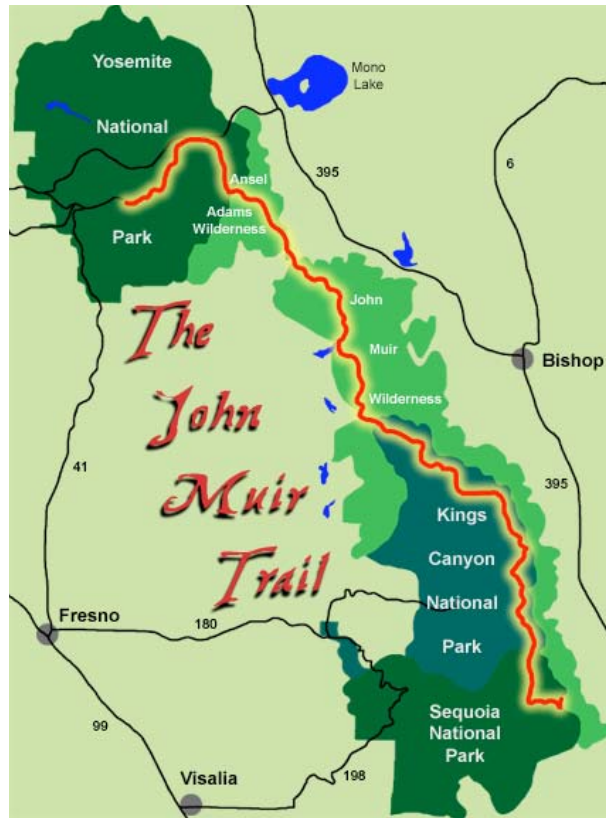 Yosemite
National
Park
Mono
Lake
395
6
Ansel
Adams
Wilderness
The
John
Muir
Trail
John
Muir
Wilderness
Bishop
41
395
Kings
Canyon
National
Park
Fresno
180
Sequoia
National
Park
99
Visalia
198